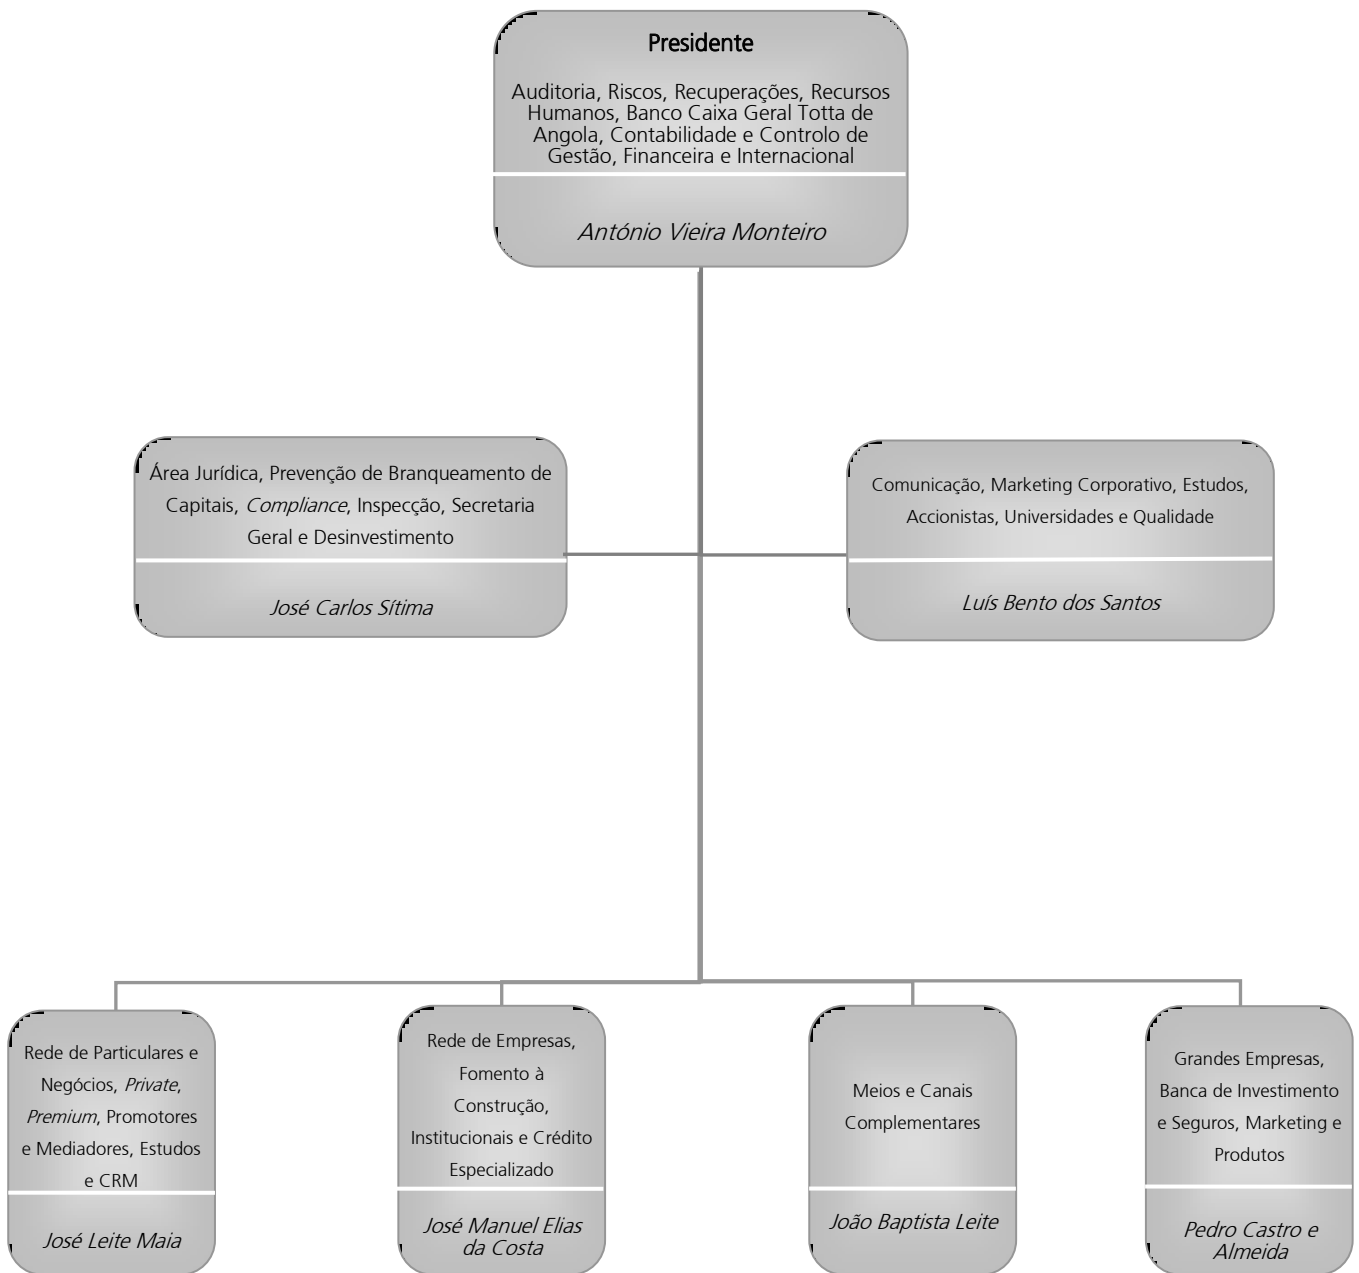 Presidente
Auditoria, Riscos, Recuperações, Recursos
Humanos, Banco Caixa Geral Totta de
Angola, Contabilidade e Controlo de
Gestão, Financeira e Internacional
António Vieira Monteiro
Área Jurídica, Prevenção de Branqueamento de
Capitais, Compliance, Inspecção, Secretaria
Geral e Desinvestimento
José Carlos Sítima
Comunicação, Marketing Corporativo, Estudos,
Accionistas, Universidades e Qualidade
Luís Bento dos Santos
Rede de Particulares e
Negócios, Private,
Premium, Promotores
e Mediadores, Estudos
e CRM
José Leite Maia
Rede de Empresas,
Fomento à
Construção,
Institucionais e Crédito
Especializado
José Manuel Elias
da Costa
Meios e Canais
Complementares
João Baptista Leite
Grandes Empresas,
Banca de Investimento
e Seguros, Marketing e
Produtos
Pedro Castro e
Almeida